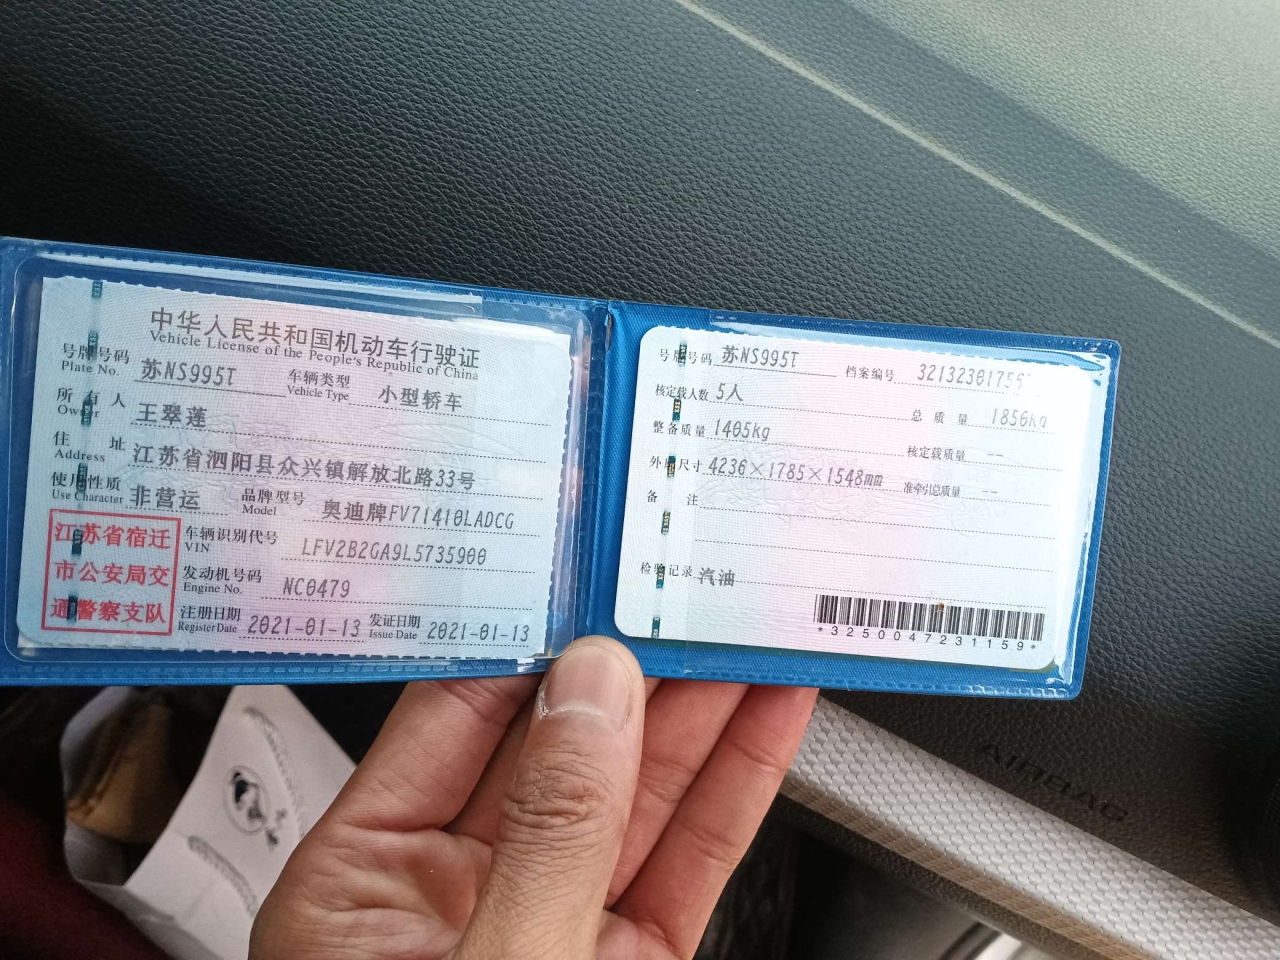 中华人民共和国机动车行驶证
Vehicle License of the People's Republic of China
号牌号码 苏NS995T 车辆类型 小型轿车
Plate No. Vehicle Type
所有人 王翠莲
Owner
住址 江苏省泗阳县众兴镇解放北路33号
Address
使用性质 非营运 品牌型号 奥迪牌FV71410LADCG
Use Character Model
江苏省宿迁
市公安局交
通警察支队
车辆识别代号 LFV2B2GA9L5735900
VIN
发动机号码 NC0479
Engine No.
注册日期 2021-01-13 发证日期 2021-01-13
Register Date Issue Date
号牌号码 苏NS995T 档案编号
核定载人数 5人 总质量 1850kg
整备质量 1405kg 核定载质量 --
外廓尺寸 4236×1785×1548mm 准牵引总质量 --
备注
检验记录 汽油
*3250047231159*
AIRBAG